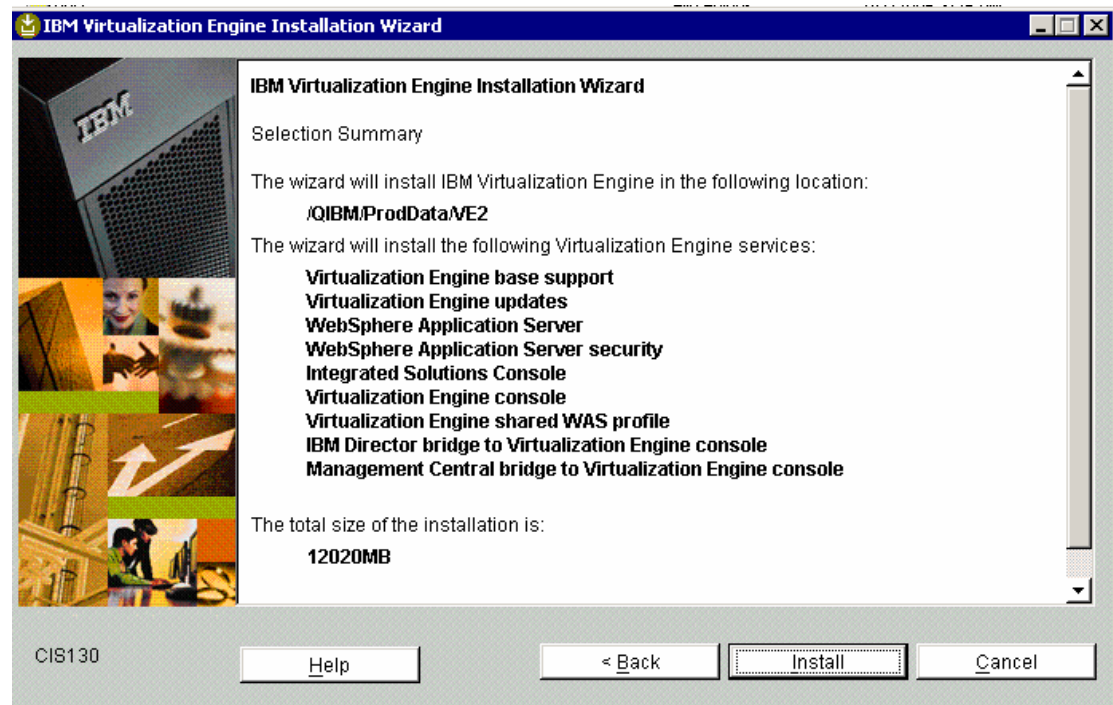 IBM Virtualization Engine Installation Wizard
IBM
IBM Virtualization Engine Installation Wizard
Selection Summary
The wizard will install IBM Virtualization Engine in the following location:
/QIBM/ProdData/VE2
The wizard will install the following Virtualization Engine services:
Virtualization Engine base support
Virtualization Engine updates
WebSphere Application Server
WebSphere Application Server security
Integrated Solutions Console
Virtualization Engine console
Virtualization Engine shared WAS profile
IBM Director bridge to Virtualization Engine console
Management Central bridge to Virtualization Engine console
The total size of the installation is:
12020MB
CIS130
Help
< Back
Install
Cancel